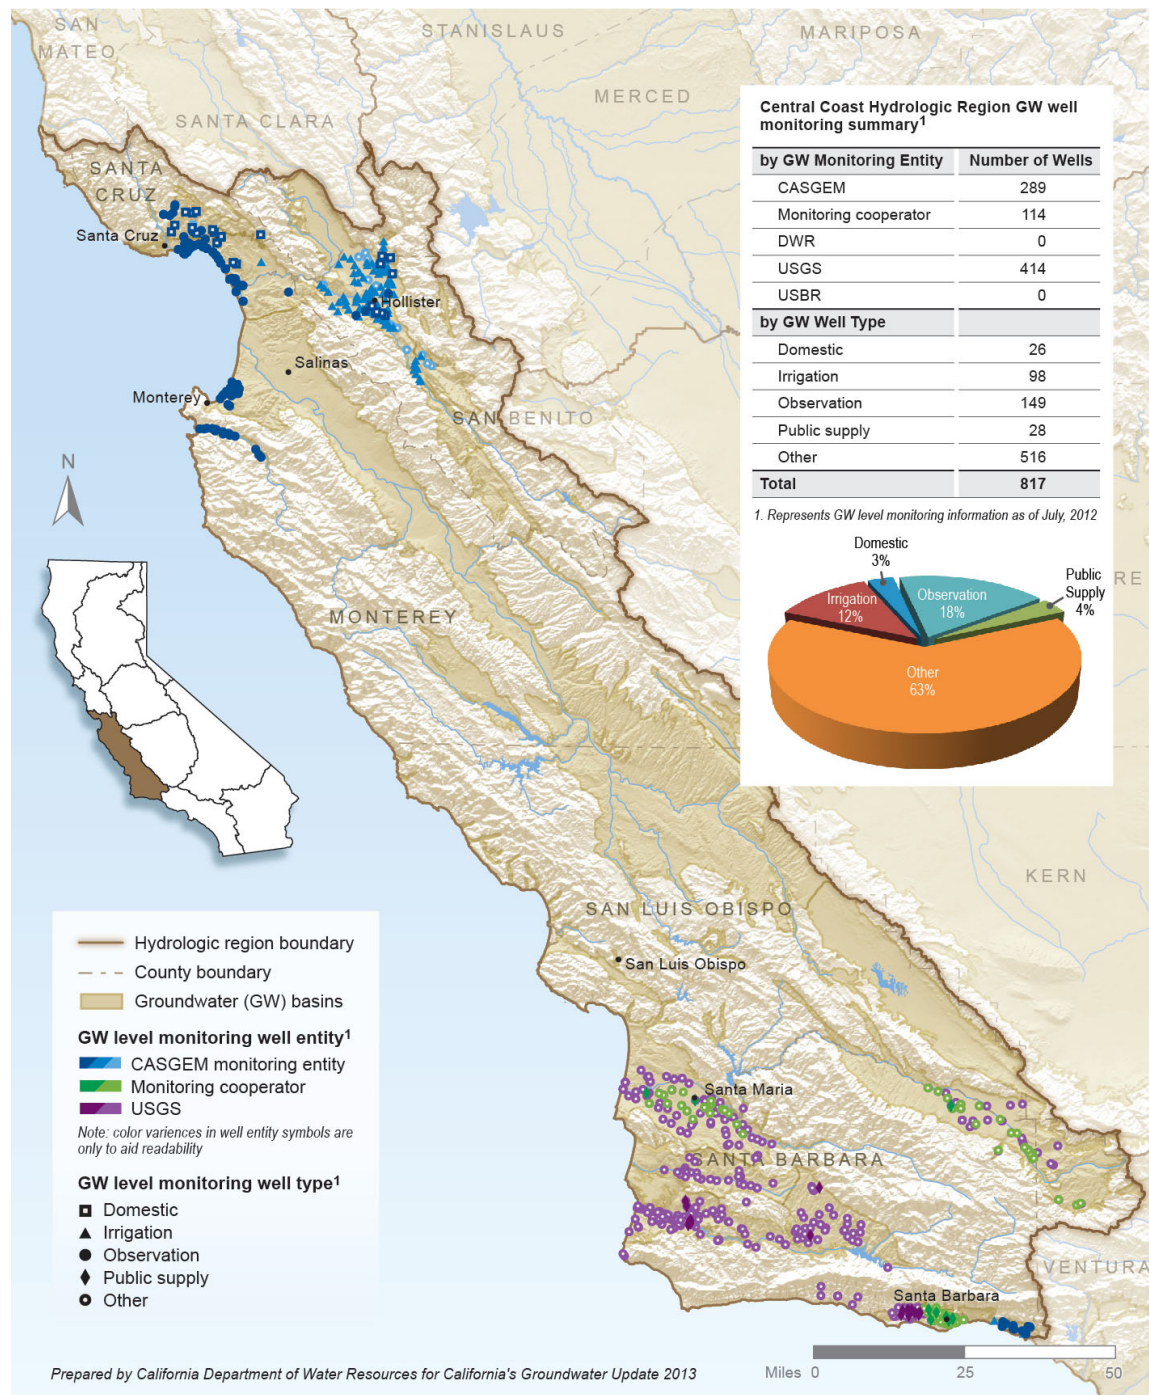 SAN
MATEO
STANISLAUS
MARIPOSA
MERCED
SANTA CLARA
SANTA
CRUZ
Santa Cruz
Hollister
Salinas
Monterey
SAN BENITO
N
MONTEREY
RE
KERN
SAN LUIS OBISPO
San Luis Obispo
Santa Maria
SANTA BARBARA
VENTURA
Santa Barbara
Central Coast Hydrologic Region GW well
monitoring summary1
by GW Monitoring Entity Number of Wells
CASGEM 289
Monitoring cooperator 114
DWR 0
USGS 414
USBR 0
by GW Well Type
Domestic 26
Irrigation 98
Observation 149
Public supply 28
Other 516
Total 817
1. Represents GW level monitoring information as of July, 2012
Domestic
3%
Irrigation
12%
Observation
18%
Public
Supply
4%
Other
63%
Hydrologic region boundary
County boundary
Groundwater (GW) basins
GW level monitoring well entity1
CASGEM monitoring entity
Monitoring cooperator
USGS
Note: color variences in well entity symbols are
only to aid readability
GW level monitoring well type1
Domestic
Irrigation
Observation
Public supply
Other
Miles 0 25 50
Prepared by California Department of Water Resources for California's Groundwater Update 2013